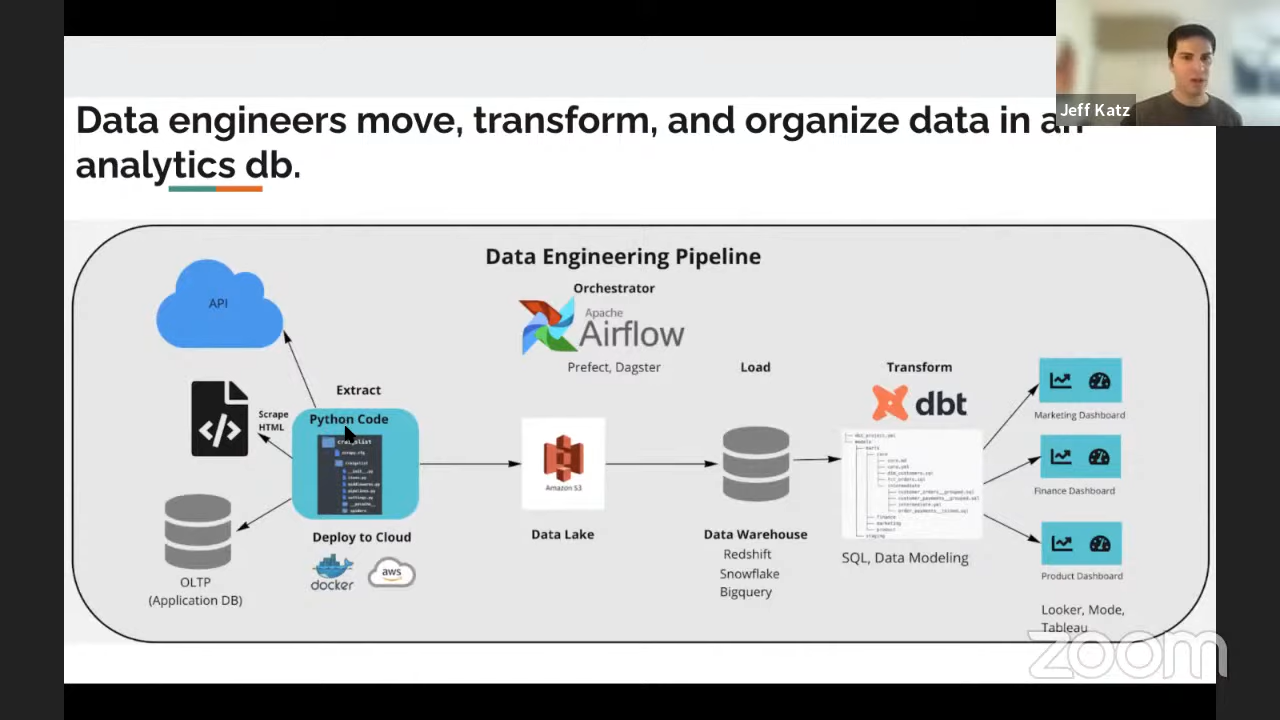 Jeff Katz
Data engineers move, transform, and organize data in an
analytics db.
Data Engineering Pipeline
Orchestrator
Apache
Airflow
Prefect, Dagster
API
Extract
Python Code
craigslist
Scrape
HTML
</>
OLTP
(Application DB)
Deploy to Cloud
docker
aws
Amazon S3
Data Lake
Load
Data Warehouse
Redshift
Snowflake
Bigquery
Transform
dbt
SQL, Data Modeling
Marketing Dashboard
Finance Dashboard
Product Dashboard
Looker, Mode,
Tableau
zoom